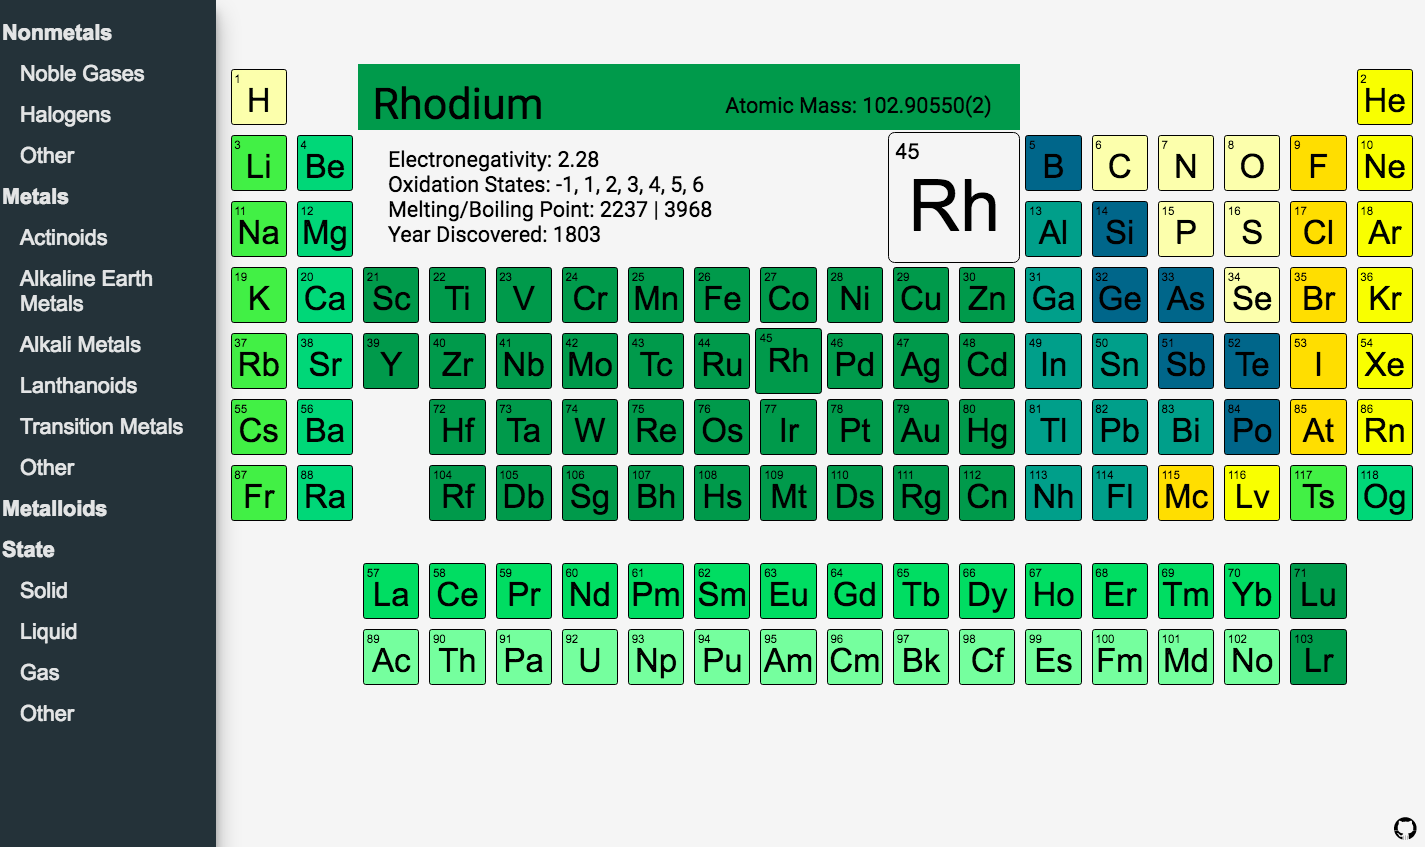 Nonmetals
Noble Gases
Halogens
Other
Metals
Actinoids
Alkaline Earth
Metals
Alkali Metals
Lanthanoids
Transition Metals
Other
Metalloids
State
Solid
Liquid
Gas
Other
Rhodium Atomic Mass: 102.90550(2)
Electronegativity: 2.28
Oxidation States: -1, 1, 2, 3, 4, 5, 6
Melting/Boiling Point: 2237 | 3968
Year Discovered: 1803
45
Rh
1 2
H He
3 4 5 6 7 8 9 10
Li Be B C N O F Ne
11 12 13 14 15 16 17 18
Na Mg Al Si P S Cl Ar
19 20 21 22 23 24 25 26 27 28 29 30 31 32 33 34 35 36
K Ca Sc Ti V Cr Mn Fe Co Ni Cu Zn Ga Ge As Se Br Kr
37 38 39 40 41 42 43 44 45 46 47 48 49 50 51 52 53 54
Rb Sr Y Zr Nb Mo Tc Ru Rh Pd Ag Cd In Sn Sb Te I Xe
55 56 72 73 74 75 76 77 78 79 80 81 82 83 84 85 86
Cs Ba Hf Ta W Re Os Ir Pt Au Hg Tl Pb Bi Po At Rn
87 88 104 105 106 107 108 109 110 111 112 113 114 115 116 117 118
Fr Ra Rf Db Sg Bh Hs Mt Ds Rg Cn Nh Fl Mc Lv Ts Og
57 58 59 60 61 62 63 64 65 66 67 68 69 70 71
La Ce Pr Nd Pm Sm Eu Gd Tb Dy Ho Er Tm Yb Lu
89 90 91 92 93 94 95 96 97 98 99 100 101 102 103
Ac Th Pa U Np Pu Am Cm Bk Cf Es Fm Md No Lr